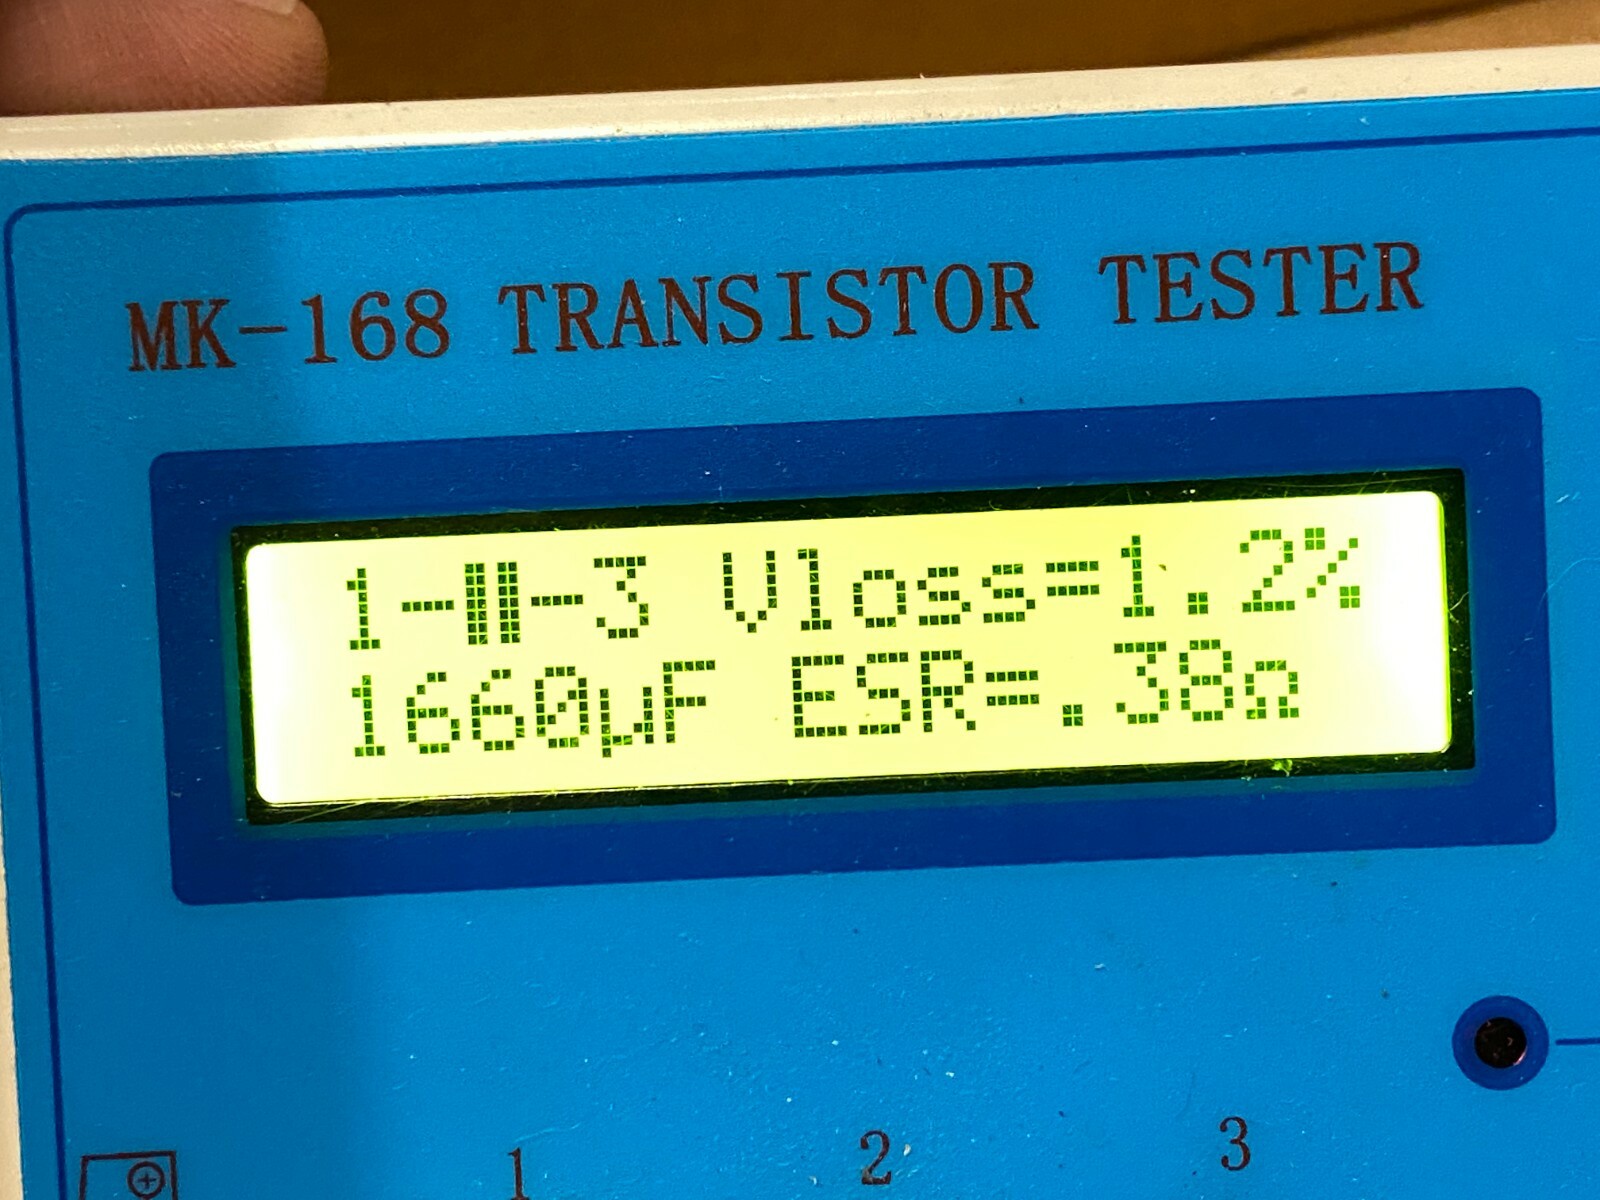 MK-168 TRANSISTOR TESTER
1-||-3 Vloss=1.2%
1660µF ESR=.38Ω
1 2 3